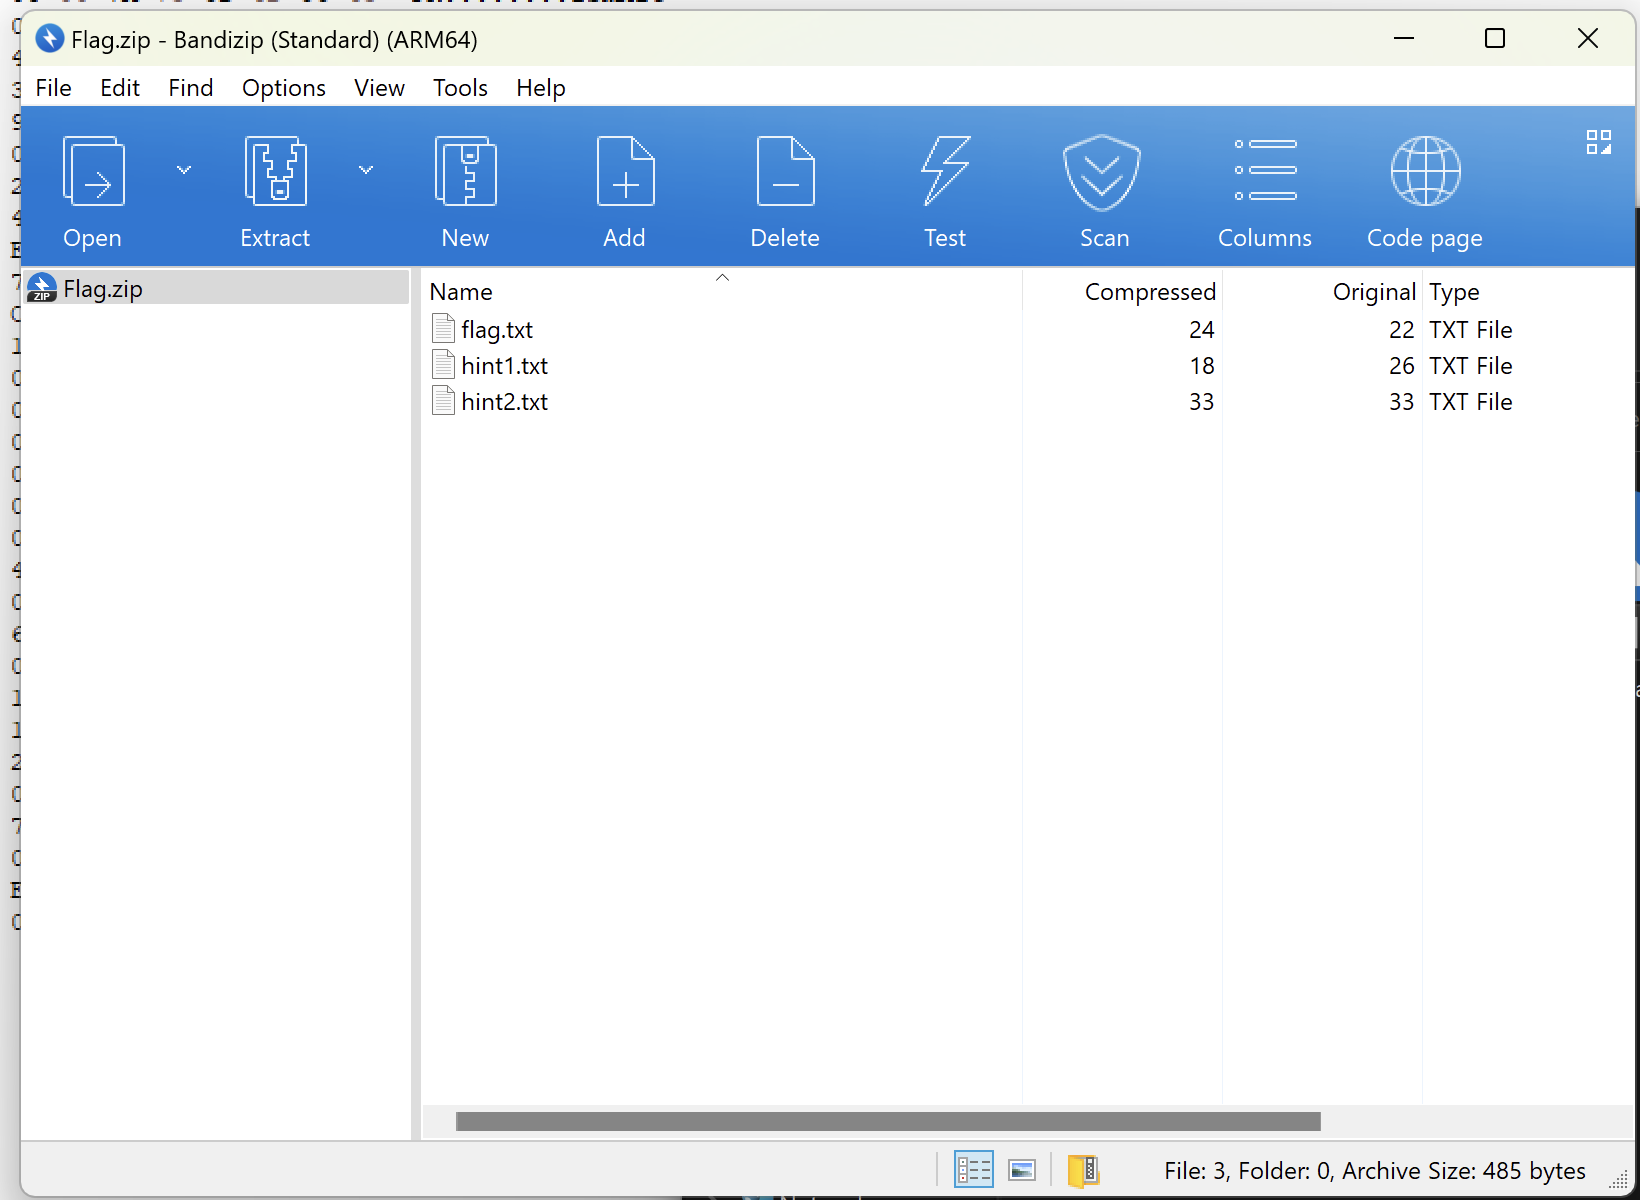 Flag.zip - Bandizip (Standard) (ARM64)
File Edit Find Options View Tools Help
Open Extract New Add Delete Test Scan Columns Code page
ZIP Flag.zip
Name Compressed Original Type
flag.txt 24 22 TXT File
hint1.txt 18 26 TXT File
hint2.txt 33 33 TXT File
File: 3, Folder: 0, Archive Size: 485 bytes